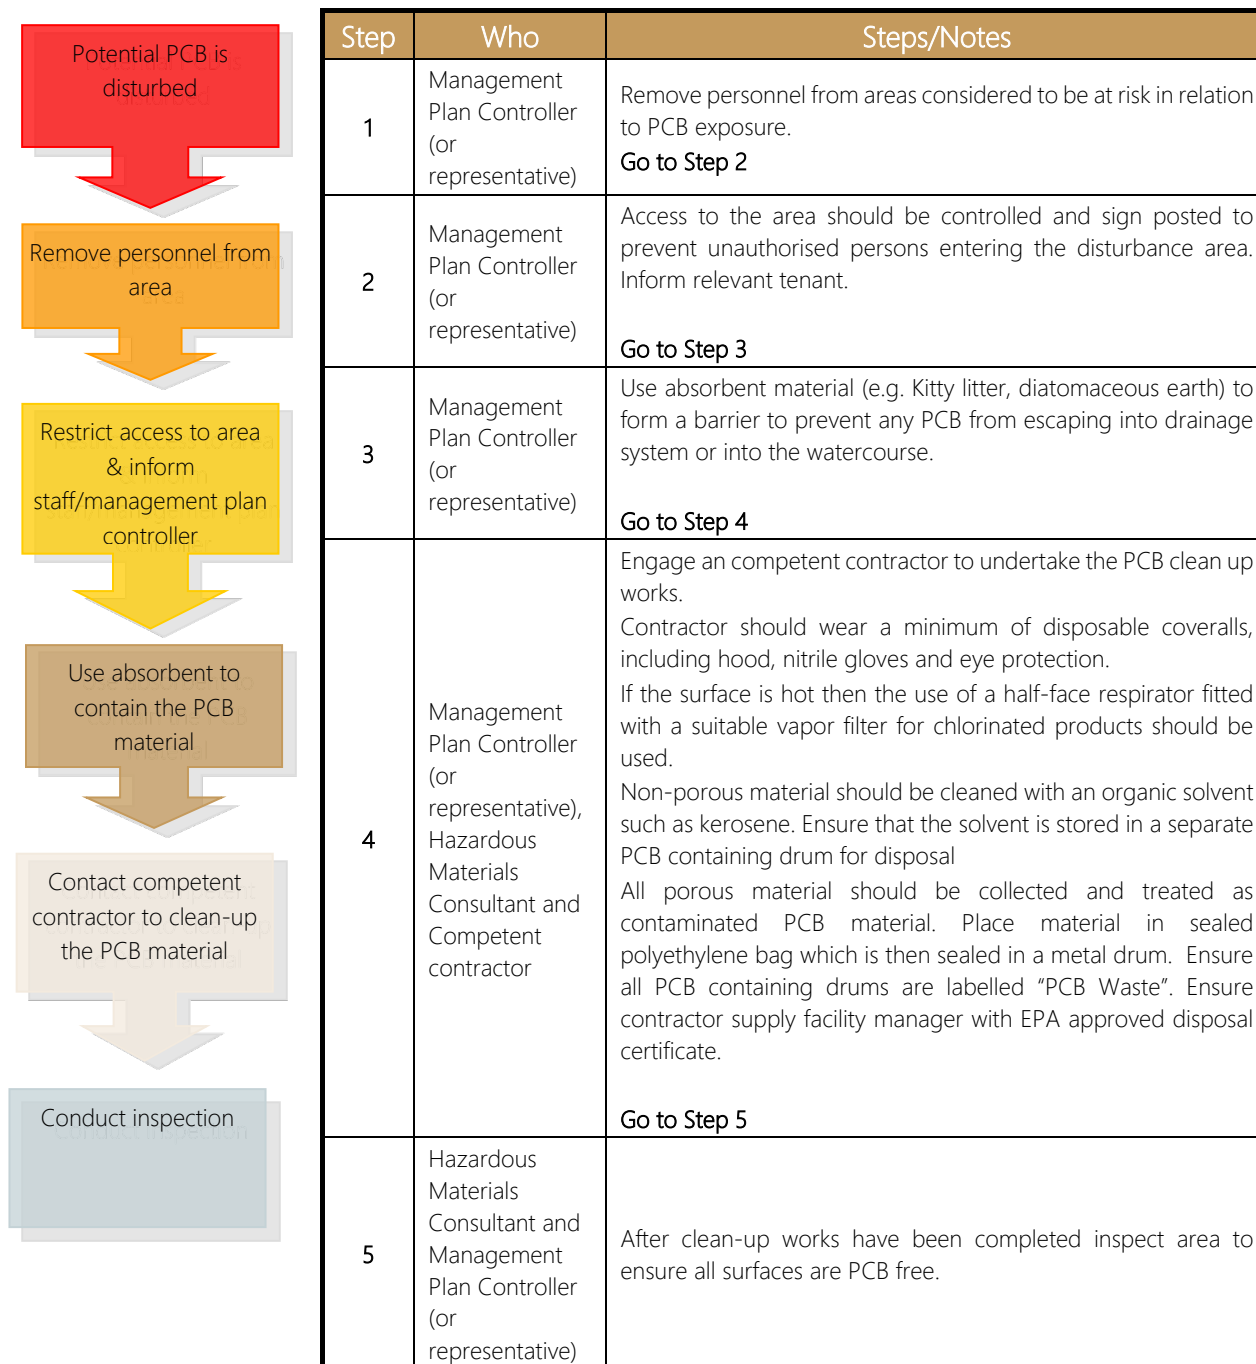 Potential PCB is
disturbed
Remove personnel from
area
Restrict access to area
& inform
staff/management plan
controller
Use absorbent to
contain the PCB
material
Contact competent
contractor to clean-up
the PCB material
Conduct inspection
Step Who Steps/Notes
1
Management
Plan Controller
(or
representative)
Remove personnel from areas considered to be at risk in relation
to PCB exposure.
Go to Step 2
2
Management
Plan Controller
(or
representative)
Access to the area should be controlled and sign posted to
prevent unauthorised persons entering the disturbance area.
Inform relevant tenant.
Go to Step 3
3
Management
Plan Controller
(or
representative)
Use absorbent material (e.g. Kitty litter, diatomaceous earth) to
form a barrier to prevent any PCB from escaping into drainage
system or into the watercourse.
Go to Step 4
4
Management
Plan Controller
(or
representative),
Hazardous
Materials
Consultant and
Competent
contractor
Engage an competent contractor to undertake the PCB clean up
works.
Contractor should wear a minimum of disposable coveralls,
including hood, nitrile gloves and eye protection.
If the surface is hot then the use of a half-face respirator fitted
with a suitable vapor filter for chlorinated products should be
used.
Non-porous material should be cleaned with an organic solvent
such as kerosene. Ensure that the solvent is stored in a separate
PCB containing drum for disposal
All porous material should be collected and treated as
contaminated PCB material. Place material in sealed
polyethylene bag which is then sealed in a metal drum. Ensure
all PCB containing drums are labelled “PCB Waste”. Ensure
contractor supply facility manager with EPA approved disposal
certificate.
Go to Step 5
5
Hazardous
Materials
Consultant and
Management
Plan Controller
(or
representative)
After clean-up works have been completed inspect area to
ensure all surfaces are PCB free.